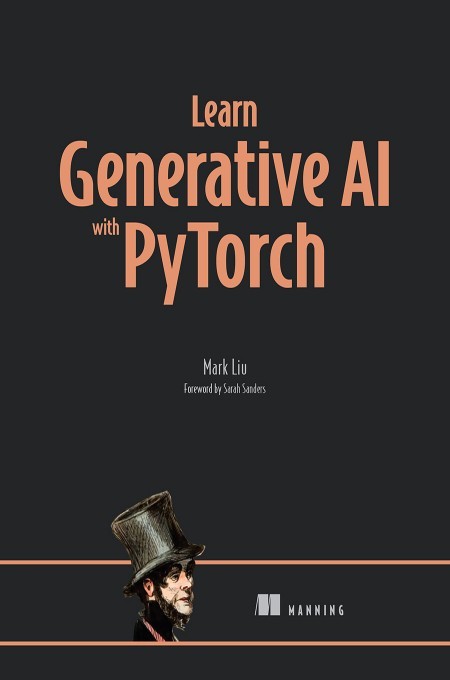 Learn
Generative AI
with PyTorch
Mark Liu
Foreword by Sarah Sanders
MANNING